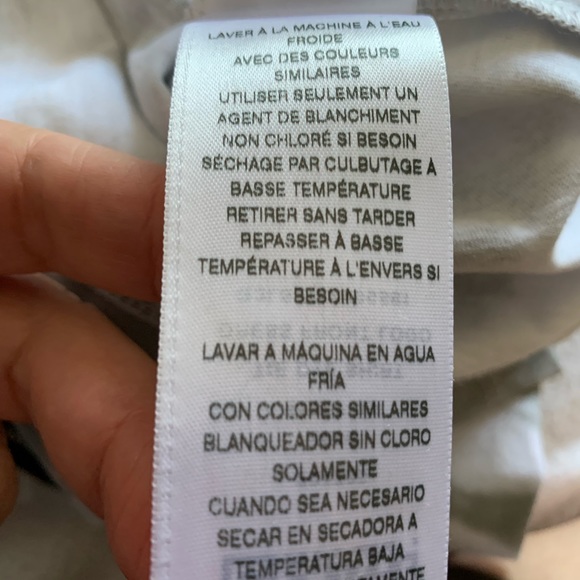 LAVER À LA MACHINE À L'EAU
FROIDE
AVEC DES COULEURS
SIMILAIRES
UTILISER SEULEMENT UN
AGENT DE BLANCHIMENT
NON CHLORÉ SI BESOIN
SÉCHAGE PAR CULBUTAGE À
BASSE TEMPÉRATURE
RETIRER SANS TARDER
REPASSER À BASSE
TEMPÉRATURE À L'ENVERS SI
BESOIN
LAVAR A MÁQUINA EN AGUA
FRÍA
CON COLORES SIMILARES
BLANQUEADOR SIN CLORO
SOLAMENTE
CUANDO SEA NECESARIO
SECAR EN SECADORA A
TEMPERATURA BAJA